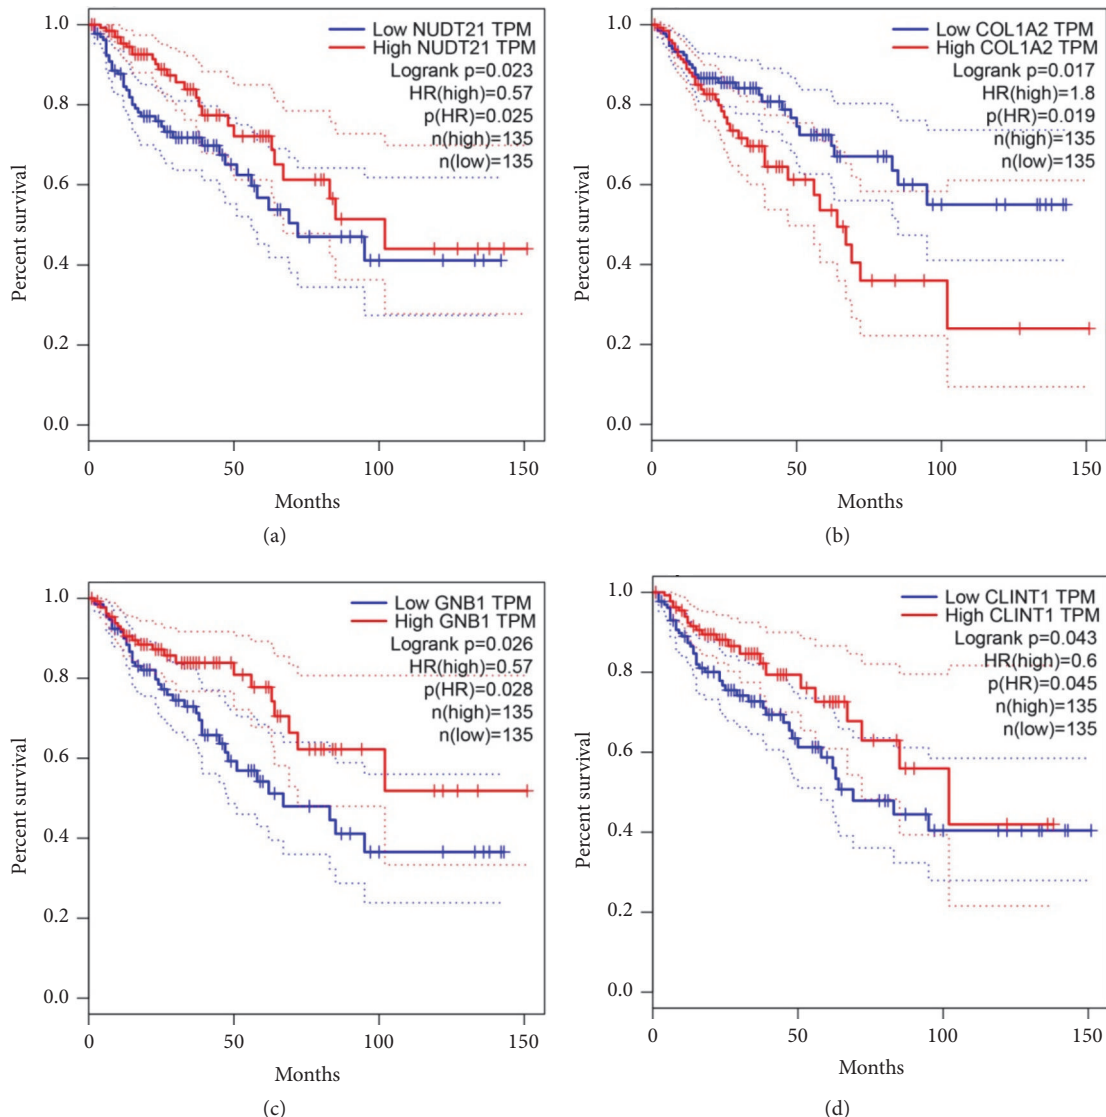 1.0
0.8
0.6
0.4
0.2
0.0
Percent survival
Low NUDT21 TPM
High NUDT21 TPM
Logrank p=0.023
HR(high)=0.57
p(HR)=0.025
n(high)=135
n(low)=135
0 50 100 150
Months
(a)
1.0
0.8
0.6
0.4
0.2
0.0
Percent survival
Low COL1A2 TPM
High COL1A2 TPM
Logrank p=0.017
HR(high)=1.8
p(HR)=0.019
n(high)=135
n(low)=135
0 50 100 150
Months
(b)
1.0
0.8
0.6
0.4
0.2
0.0
Percent survival
Low GNB1 TPM
High GNB1 TPM
Logrank p=0.026
HR(high)=0.57
p(HR)=0.028
n(high)=135
n(low)=135
0 50 100 150
Months
(c)
1.0
0.8
0.6
0.4
0.2
0.0
Percent survival
Low CLINT1 TPM
High CLINT1 TPM
Logrank p=0.043
HR(high)=0.6
p(HR)=0.045
n(high)=135
n(low)=135
0 50 100 150
Months
(d)